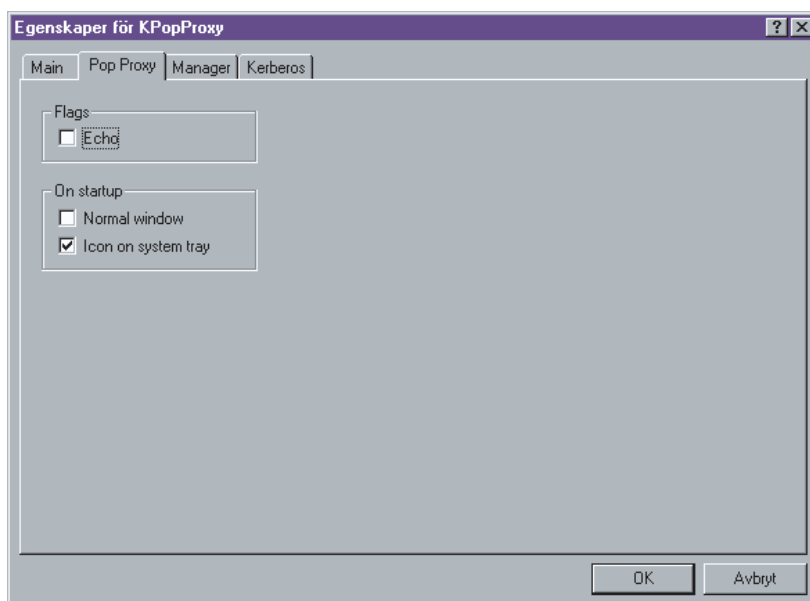 Egenskaper för KPopProxy
Main Pop Proxy Manager Kerberos
Flags
Echo
On startup
Normal window
Icon on system tray
OK Avbryt